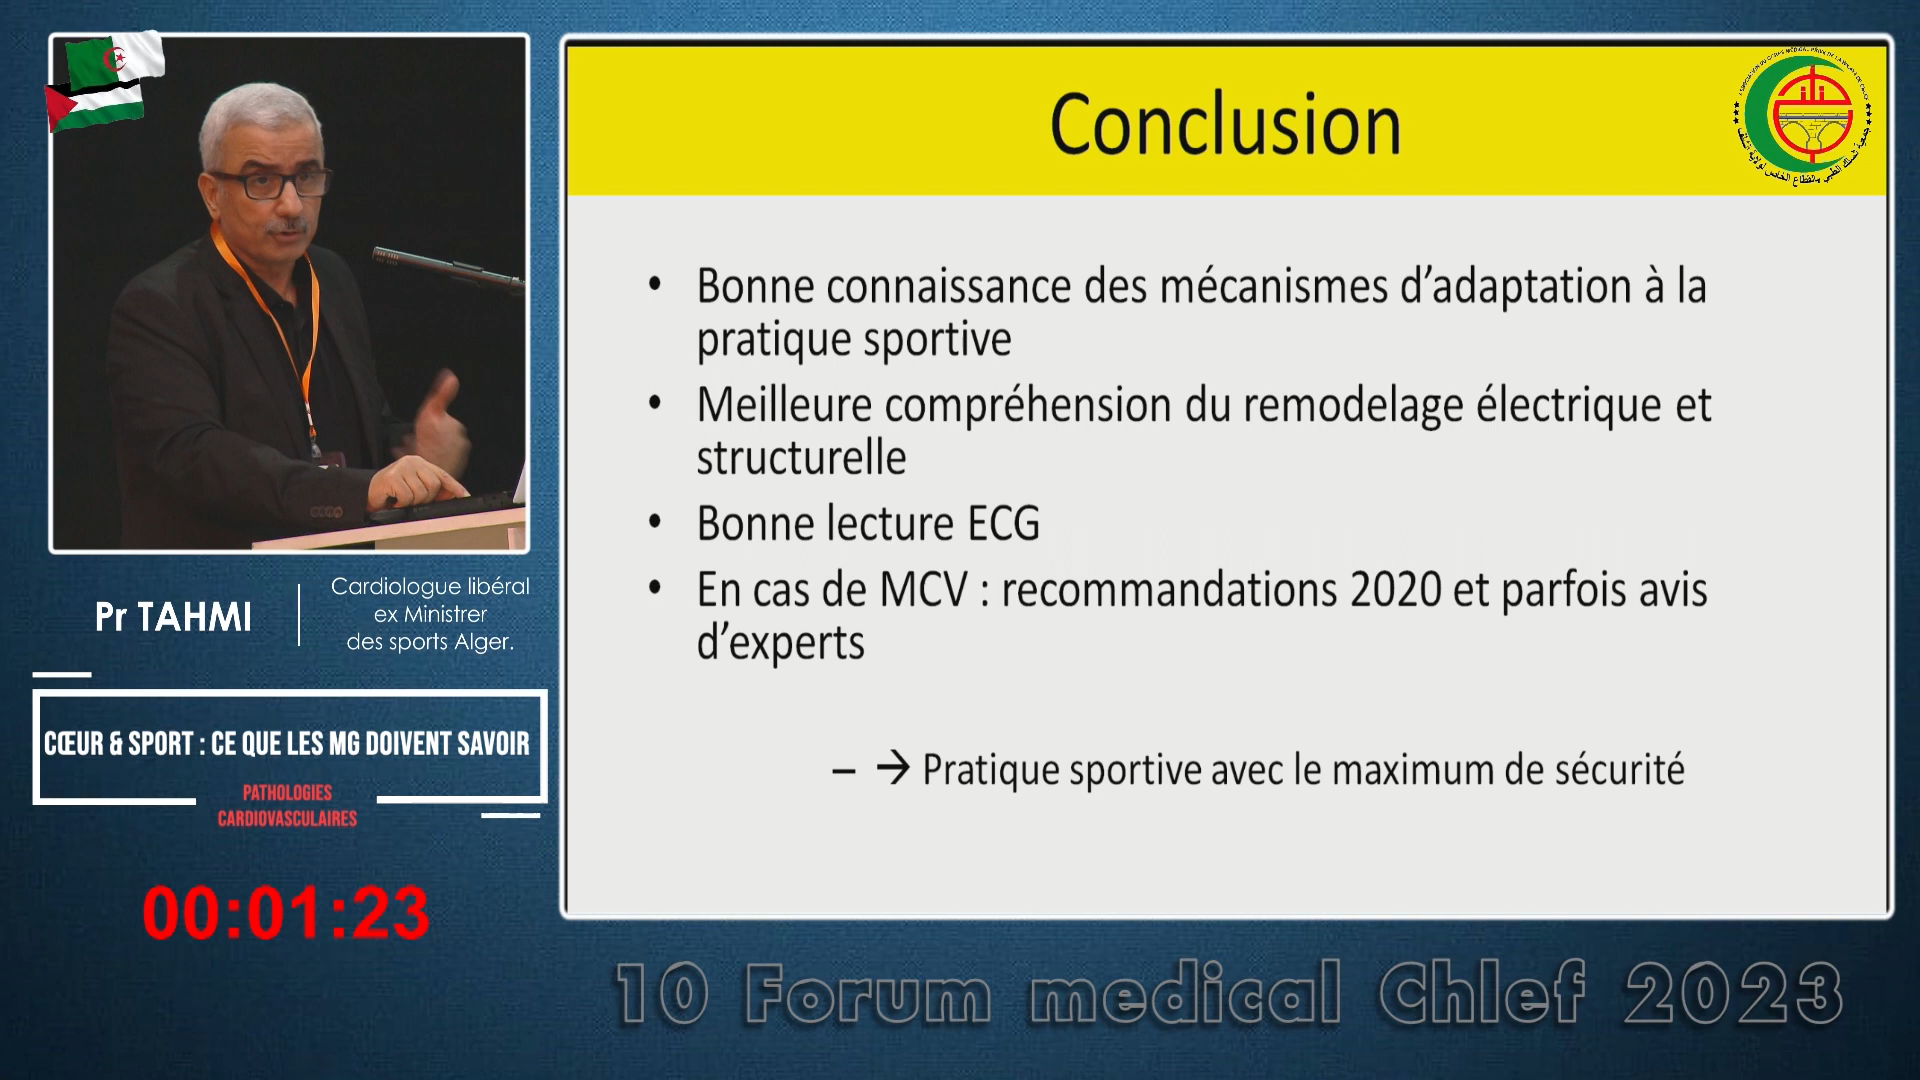 Pr TAHMI
Cardiologue libéral
ex Ministrer
des sports Alger.
CŒUR & SPORT : CE QUE LES MG DOIVENT SAVOIR
PATHOLOGIES
CARDIOVASCULAIRES
00:01:23
Conclusion
• Bonne connaissance des mécanismes d’adaptation à la
pratique sportive
• Meilleure compréhension du remodelage électrique et
structurelle
• Bonne lecture ECG
• En cas de MCV : recommandations 2020 et parfois avis
d’experts
– → Pratique sportive avec le maximum de sécurité
10 Forum medical Chlef 2023